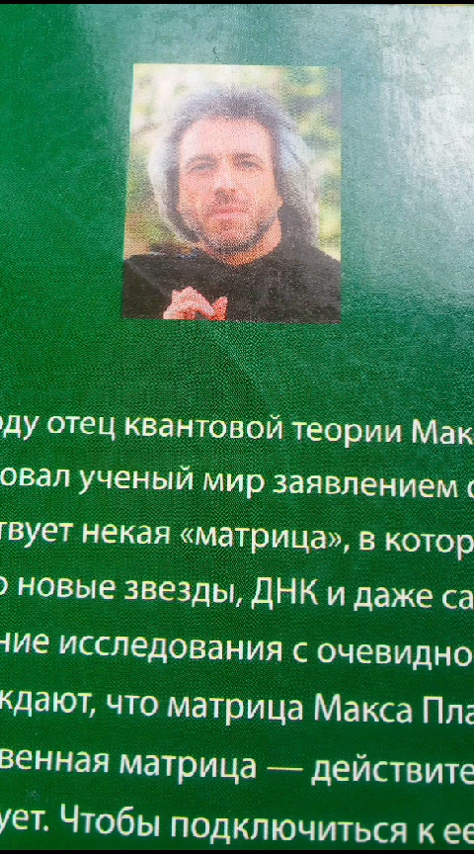 оду отец квантовой теории Мак
овал ученый мир заявлением о
твует некая «матрица», в котор
о новые звезды, ДНК и даже са
ние исследования с очевидно
ждают, что матрица Макса Пла
венная матрица — действите
ует. Чтобы подключиться к ее